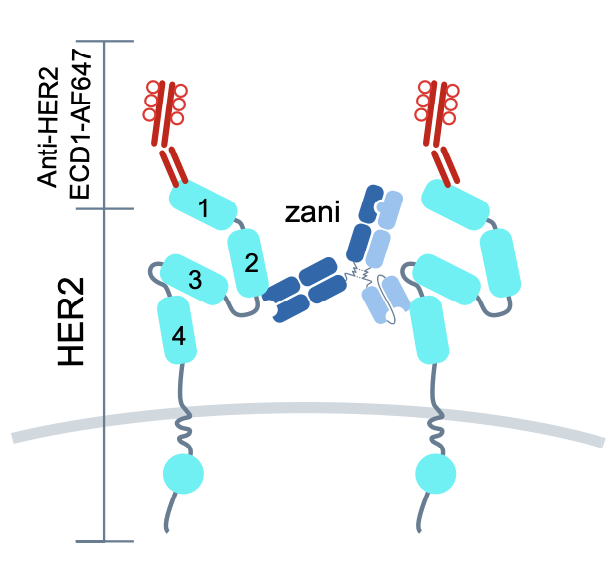 Anti-HER2
ECD1-AF647
1
zani
2
3
HER2
4